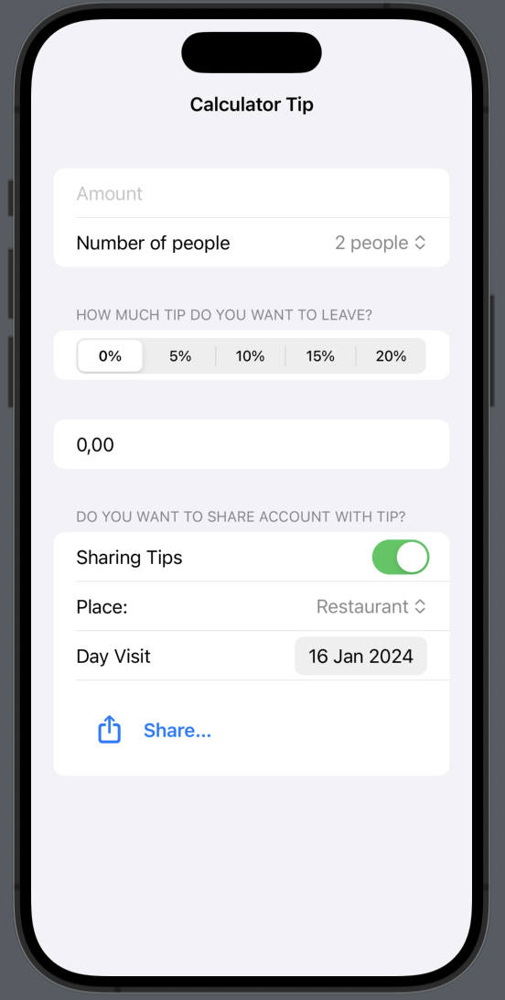 Calculator Tip
Amount
Number of people 2 people
HOW MUCH TIP DO YOU WANT TO LEAVE?
0% 5% 10% 15% 20%
0,00
DO YOU WANT TO SHARE ACCOUNT WITH TIP?
Sharing Tips
Place: Restaurant
Day Visit 16 Jan 2024
Share...